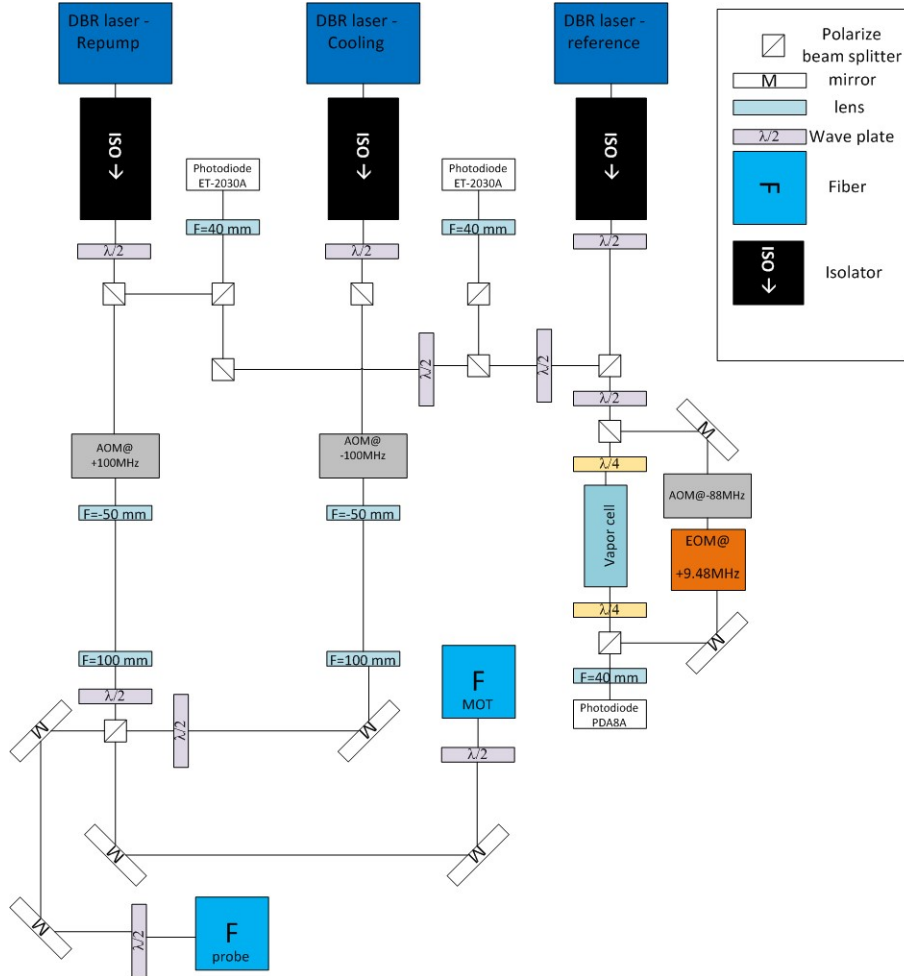 DBR laser -
Repump
DBR laser -
Cooling
DBR laser -
reference
Polarize
beam splitter
M
mirror
lens
λ/2
Wave plate
F
Fiber
ISO →
Isolator
ISO →
ISO →
ISO →
Photodiode
ET-2030A
Photodiode
ET-2030A
F=40 mm
F=40 mm
λ/2
λ/2
λ/2
λ/2
λ/2
λ/2
M
AOM@
+100MHz
AOM@
-100MHz
λ/4
AOM@-88MHz
F=-50 mm
F=-50 mm
Vapor cell
EOM@
+9.48MHz
λ/4
M
F=100 mm
F=100 mm
F=40 mm
F
MOT
Photodiode
PDA8A
λ/2
M
λ/2
M
λ/2
M
M
M
λ/2
F
probe